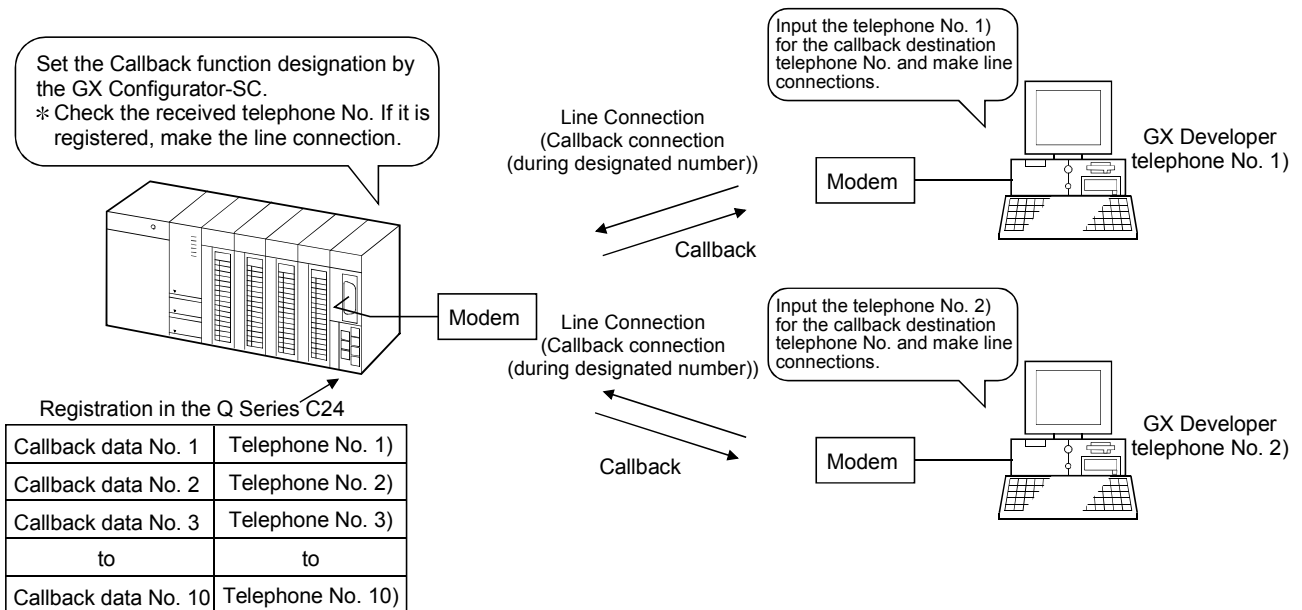 Set the Callback function designation by
the GX Configurator-SC.
* Check the received telephone No. If it is
registered, make the line connection.
Input the telephone No. 1)
for the callback destination
telephone No. and make line
connections.
Line Connection
(Callback connection
(during designated number))
Modem
GX Developer
telephone No. 1)
Callback
Modem
Line Connection
(Callback connection
(during designated number))
Input the telephone No. 2)
for the callback destination
telephone No. and make line
connections.
Callback
Modem
GX Developer
telephone No. 2)
Registration in the Q Series C24
Callback data No. 1 Telephone No. 1)
Callback data No. 2 Telephone No. 2)
Callback data No. 3 Telephone No. 3)
to to
Callback data No. 10 Telephone No. 10)